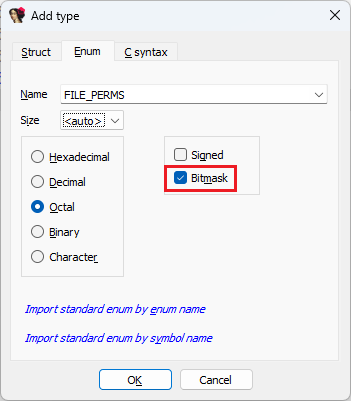 Add type
Struct
Enum
C syntax
Name
FILE_PERMS
Size
<auto>
Hexadecimal
Decimal
Octal
Binary
Character
Signed
Bitmask
Import standard enum by enum name
Import standard enum by symbol name
OK
Cancel